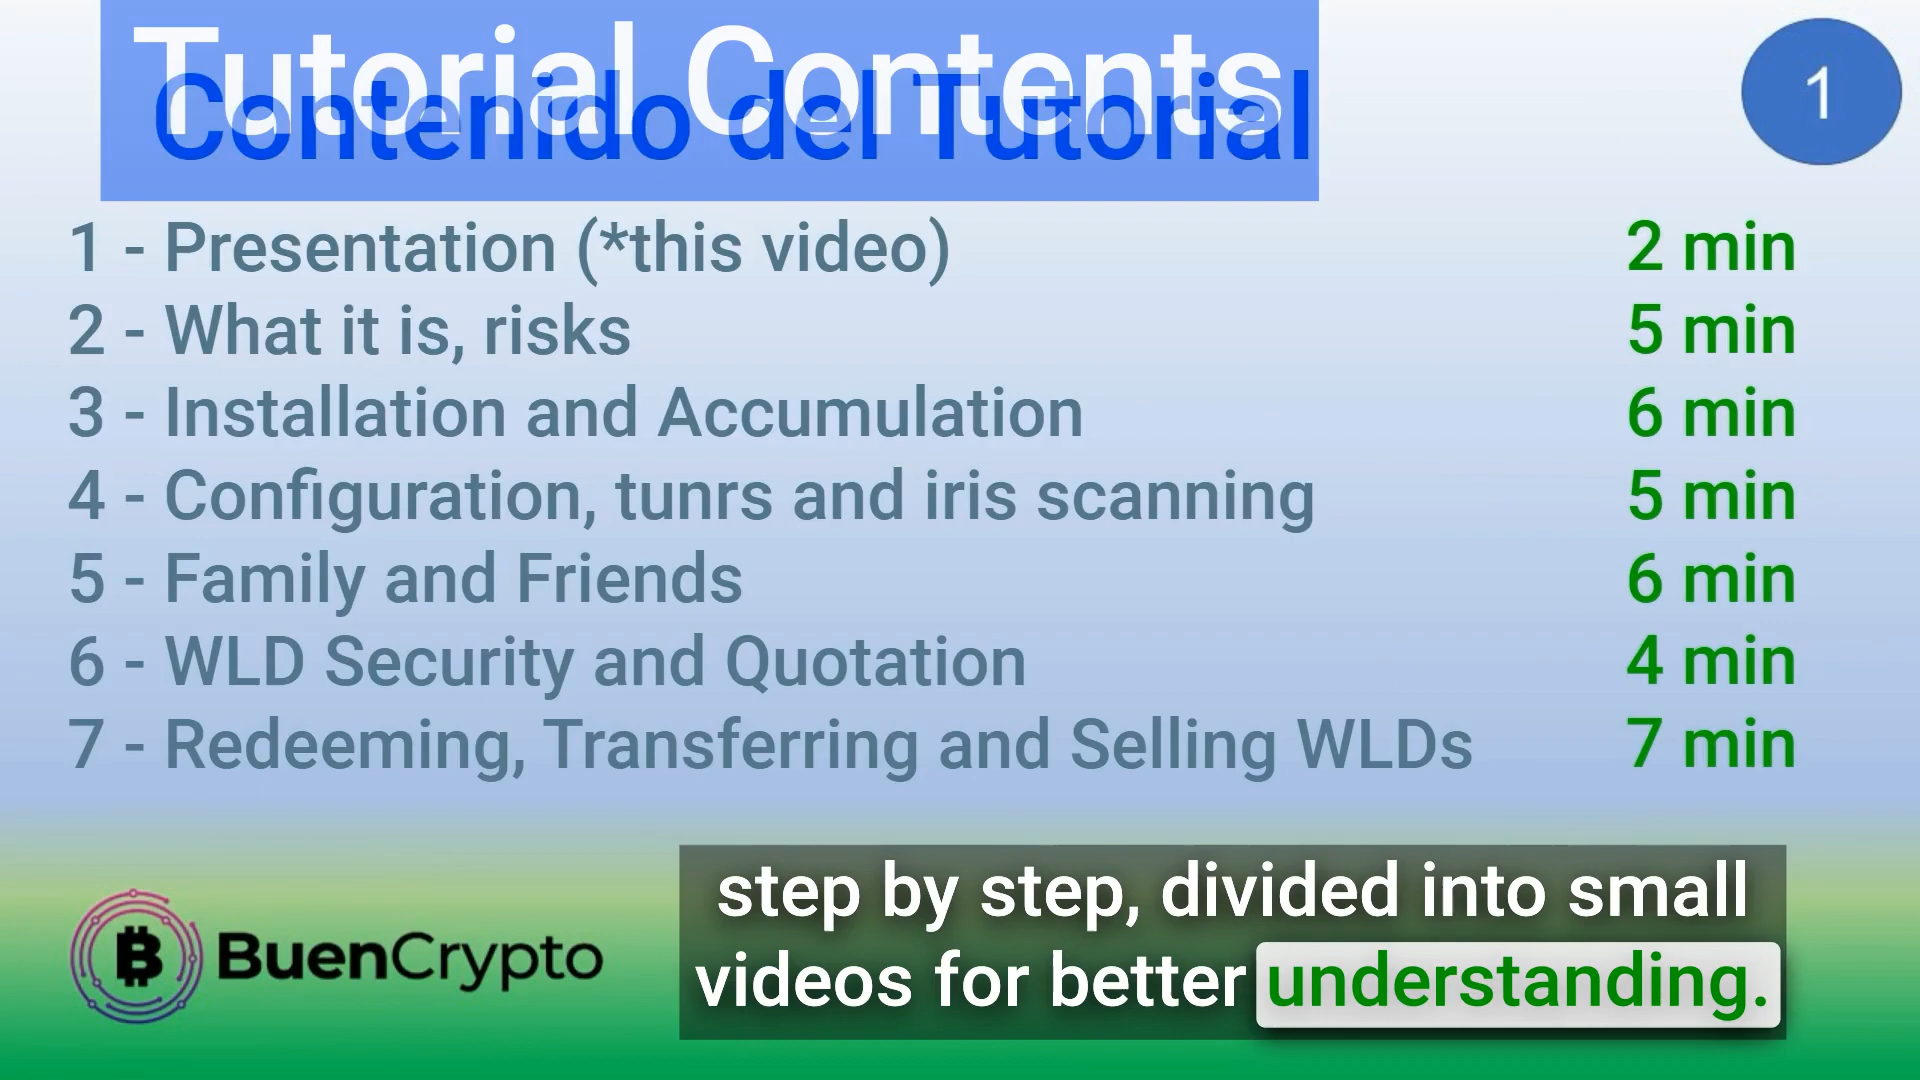 Tutorial Contents
Contenido del Tutorial
1
1 - Presentation (*this video) 2 min
2 - What it is, risks 5 min
3 - Installation and Accumulation 6 min
4 - Configuration, tunrs and iris scanning 5 min
5 - Family and Friends 6 min
6 - WLD Security and Quotation 4 min
7 - Redeeming, Transferring and Selling WLDs 7 min
BuenCrypto
step by step, divided into small
videos for better understanding.